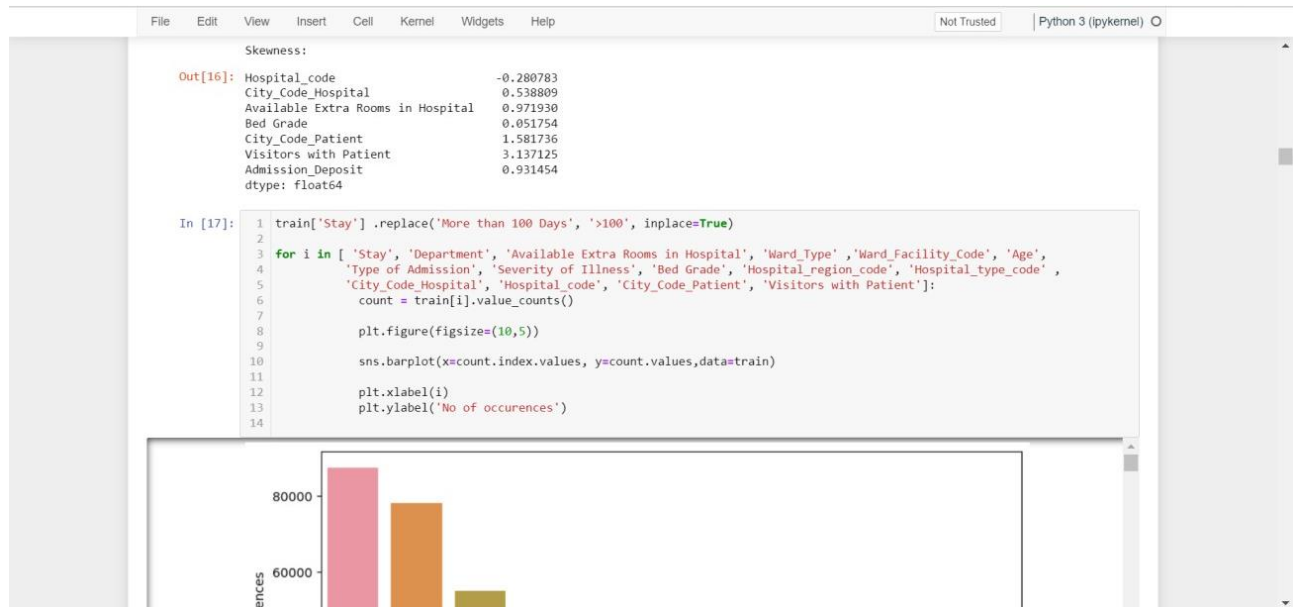 File Edit View Insert Cell Kernel Widgets Help Not Trusted Python 3 (ipykernel)
Skewness:
Out[16]: Hospital_code -0.280783
City_Code_Hospital 0.538809
Available Extra Rooms in Hospital 0.971930
Bed Grade 0.051754
City_Code_Patient 1.581736
Visitors with Patient 3.137125
Admission_Deposit 0.931454
dtype: float64
In [17]: 1 train['Stay'] .replace('More than 100 Days', '>100', inplace=True)
2
3 for i in [ 'Stay', 'Department', 'Available Extra Rooms in Hospital', 'Ward_Type' ,'Ward_Facility_Code', 'Age',
4 'Type of Admission', 'Severity of Illness', 'Bed Grade', 'Hospital_region_code', 'Hospital_type_code' ,
5 'City_Code_Hospital', 'Hospital_code', 'City_Code_Patient', 'Visitors with Patient']:
6 count = train[i].value_counts()
7
8 plt.figure(figsize=(10,5))
9
10 sns.barplot(x=count.index.values, y=count.values,data=train)
11
12 plt.xlabel(i)
13 plt.ylabel('No of occurences')
14
80000
60000
ences